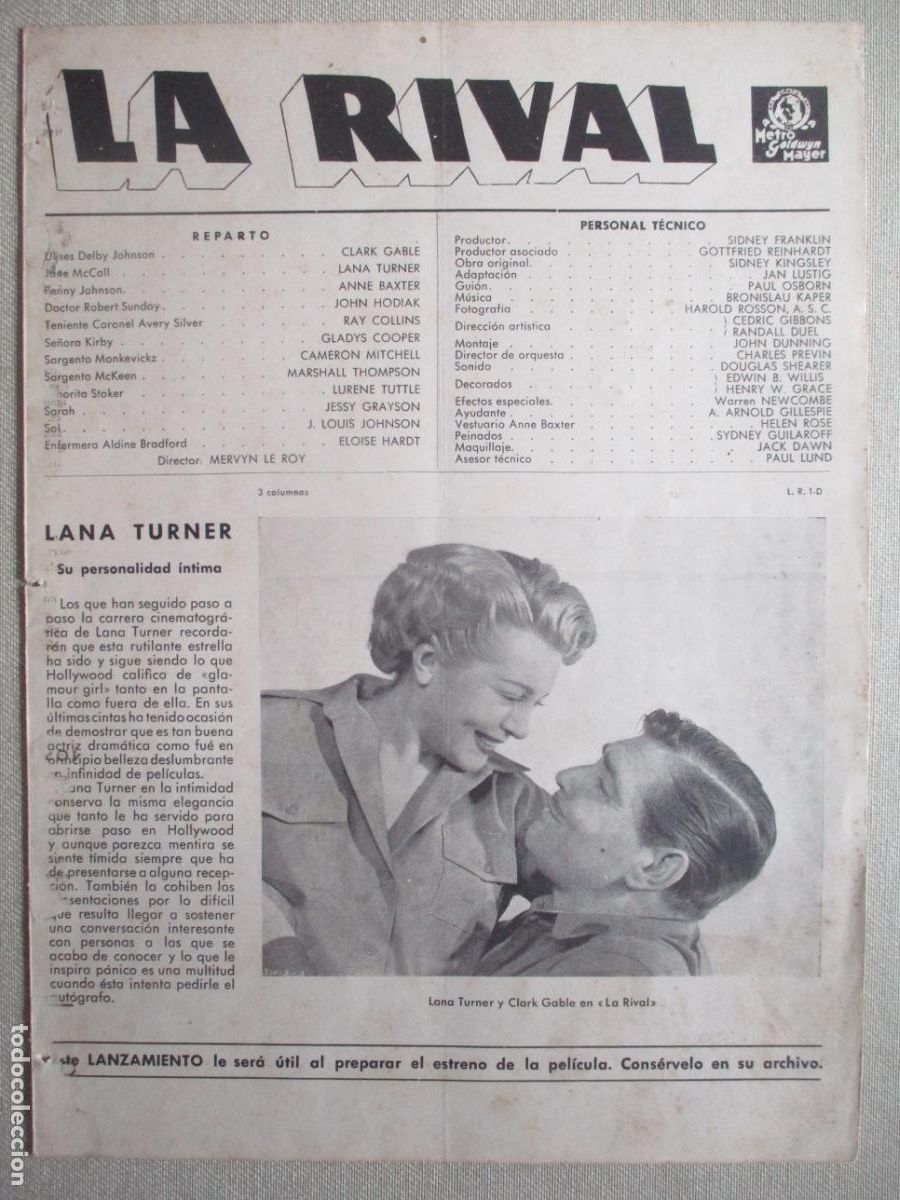 LA RIVAL
Metro
Goldwyn
Mayer
REPARTO
Ulises Delby Johnson . CLARK GABLE
McCall LANA TURNER
Penny Johnson. ANNE BAXTER
Doctor Robert Sunday. JOHN HODIAK
Teniente Coronel Avery Silver RAY COLLINS
Señora Kirby . GLADYS COOPER
Sargento Monkevickz CAMERON MITCHELL
Sargento McKeen . MARSHALL THOMPSON
Stoker LURENE TUTTLE
Sarah JESSY GRAYSON
Sol. J. LOUIS JOHNSON
Enfermera Aldine Bradford . ELOISE HARDT
Director: MERVYN LE ROY
PERSONAL TÉCNICO
Productor. SIDNEY FRANKLIN
Productor asociado GOTTFRIED REINHARDT
Obra original. SIDNEY KINGSLEY
Adaptación JAN LUSTIG
Guión. PAUL OSBORN
Música BRONISLAU KAPER
Fotografía HAROLD ROSSON, A. S. C.
Dirección artística } CEDRIC GIBBONS
} RANDALL DUEL
Montaje . JOHN DUNNING
Director de orquesta CHARLES PREVIN
Sonido DOUGLAS SHEARER
Decorados } EDWIN B. WILLIS
} HENRY W. GRACE
Efectos especiales. Warren NEWCOMBE
Ayudante A. ARNOLD GILLESPIE
Vestuario Anne Baxter HELEN ROSE
Peinados SYDNEY GUILAROFF
Maquillaje. JACK DAWN
Asesor técnico PAUL LUND
3 columnas
L. R. 1-D
LANA TURNER
Su personalidad íntima
Los que han seguido paso a
paso la carrera cinematográ-
fica de Lana Turner recorda-
rán que esta rutilante estrella
ha sido y sigue siendo lo que
Hollywood califica de «gla-
mour girl» tanto en la panta-
lla como fuera de ella. En sus
últimas cintas ha tenido ocasión
de demostrar que es tan buena
actriz dramática como fué en
principio belleza deslumbrante
infinidad de películas.
ana Turner en la intimidad
conserva la misma elegancia
que tanto le ha servido para
abrirse paso en Hollywood
y aunque parezca mentira se
siente tímida siempre que ha
de presentarse a alguna recep-
ción. También la cohiben las
sentaciones por lo difícil
que resulta llegar a sostener
una conversación interesante
con personas a las que se
acaba de conocer y lo que le
inspira pánico es una multitud
cuando ésta intenta pedirle el
autógrafo.
Lana Turner y Clark Gable en «La Rival»
ste LANZAMIENTO le será útil al preparar el estreno de la película. Consérvelo en su archivo.
todocoleccion